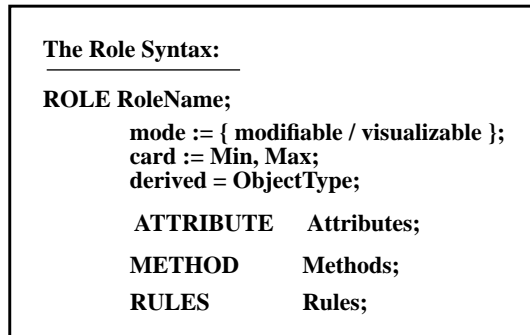 The Role Syntax:
ROLE RoleName;
mode := { modifiable / visualizable };
card := Min, Max;
derived = ObjectType;
ATTRIBUTE Attributes;
METHOD Methods;
RULES Rules;